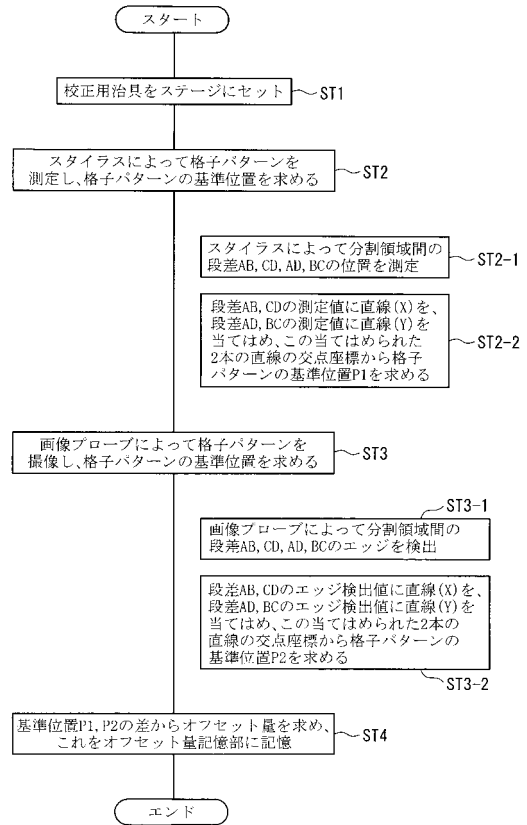 スタート
校正用治具をステージにセット
ST1
スタイラスによって格子パターンを
測定し、格子パターンの基準位置を求める
ST2
スタイラスによって分割領域間の
段差AB,CD,AD,BCの位置を測定
ST2-1
段差AB,CDの測定値に直線(X)を、
段差AD,BCの測定値に直線(Y)を
当てはめ、この当てはめられた
2本の直線の交点座標から格子
パターンの基準位置P1を求める
ST2-2
画像プローブによって格子パターンを
撮像し、格子パターンの基準位置を求める
ST3
ST3-1
画像プローブによって分割領域間の
段差AB,CD,AD,BCのエッジを検出
段差AB,CDのエッジ検出値に直線(X)を、
段差AD,BCのエッジ検出値に直線(Y)を
当てはめ、この当てはめられた2本の
直線の交点座標から格子パターンの
基準位置P2を求める
ST3-2
基準位置P1,P2の差からオフセット量を求め、
これをオフセット量記憶部に記憶
ST4
エンド